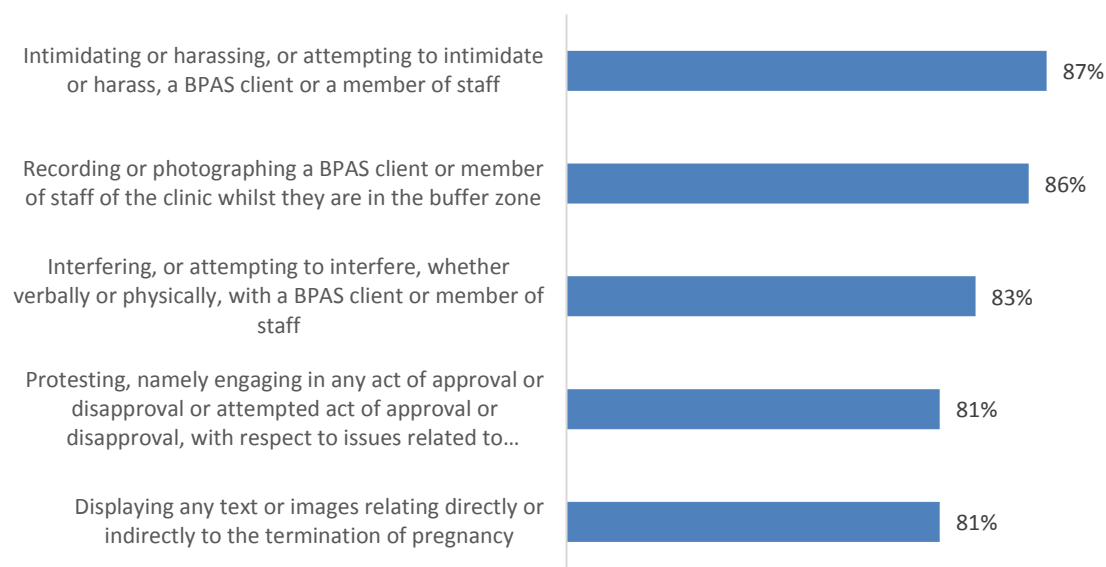 Intimidating or harassing, or attempting to intimidate
or harass, a BPAS client or a member of staff
87%
Recording or photographing a BPAS client or member
of staff of the clinic whilst they are in the buffer zone
86%
Interfering, or attempting to interfere, whether
verbally or physically, with a BPAS client or member of
staff
83%
Protesting, namely engaging in any act of approval or
disapproval or attempted act of approval or
disapproval, with respect to issues related to…
81%
Displaying any text or images relating directly or
indirectly to the termination of pregnancy
81%